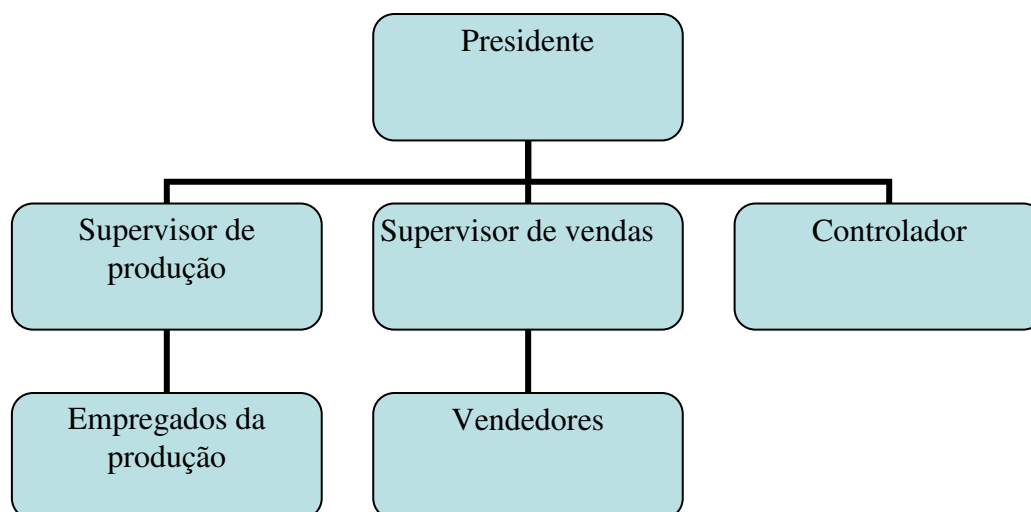 Presidente
Supervisor de
produção
Supervisor de vendas
Controlador
Empregados da
produção
Vendedores